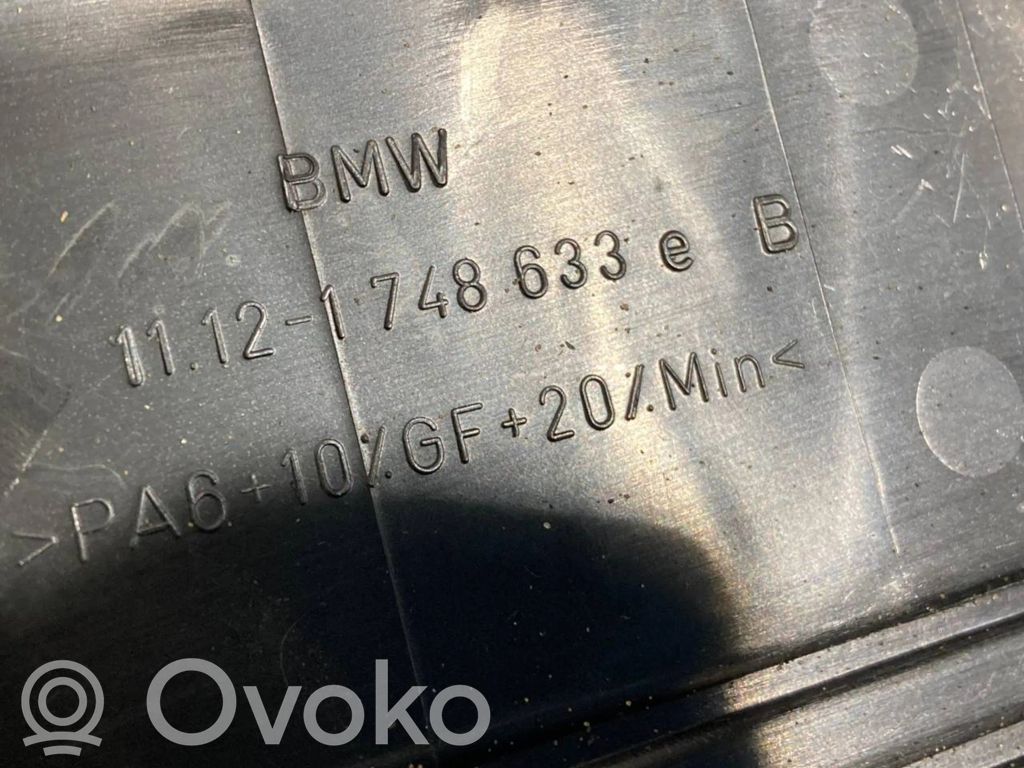 BMW
11.12-1 748 633 e B
>PA6+10%GF+20%Min<
Ovoko